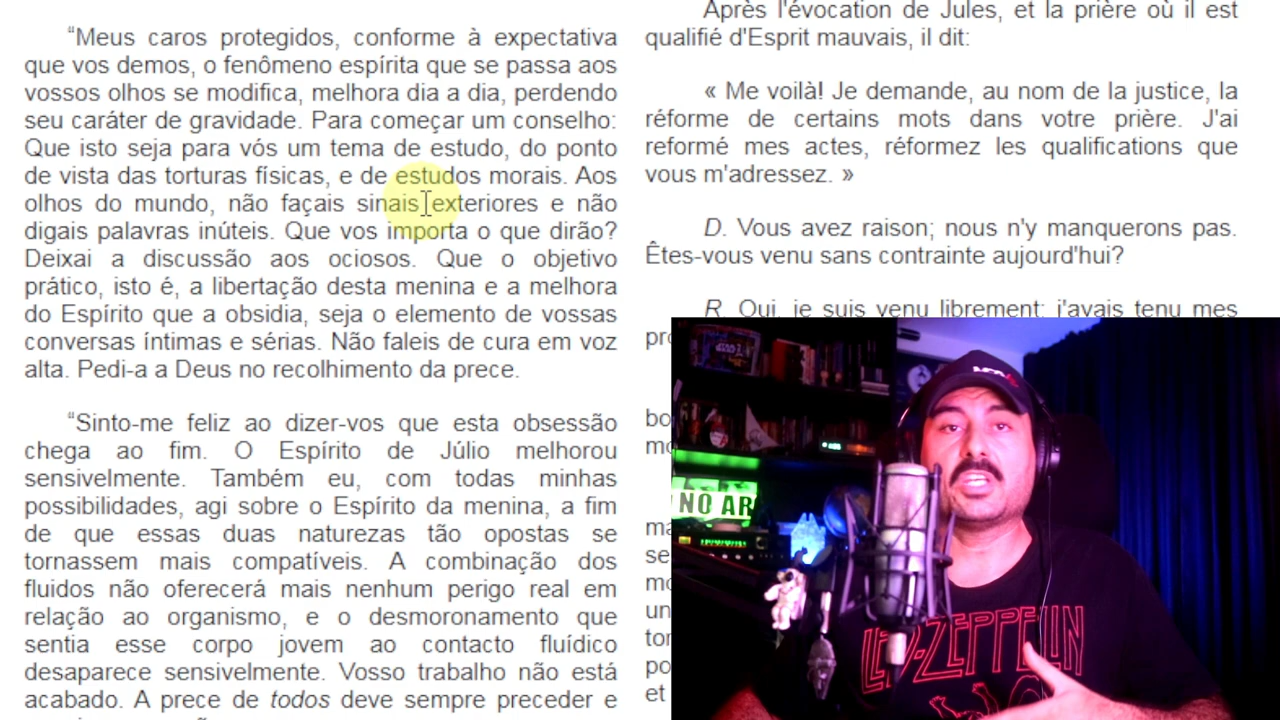 “Meus caros protegidos, conforme à expectativa
que vos demos, o fenômeno espírita que se passa aos
vossos olhos se modifica, melhora dia a dia, perdendo
seu caráter de gravidade. Para começar um conselho:
Que isto seja para vós um tema de estudo, do ponto
de vista das torturas físicas, e de estudos morais. Aos
olhos do mundo, não façais sinais exteriores e não
digais palavras inúteis. Que vos importa o que dirão?
Deixai a discussão aos ociosos. Que o objetivo
prático, isto é, a libertação desta menina e a melhora
do Espírito que a obsidia, seja o elemento de vossas
conversas íntimas e sérias. Não faleis de cura em voz
alta. Pedi-a a Deus no recolhimento da prece.
“Sinto-me feliz ao dizer-vos que esta obsessão
chega ao fim. O Espírito de Júlio melhorou
sensivelmente. Também eu, com todas minhas
possibilidades, agi sobre o Espírito da menina, a fim
de que essas duas naturezas tão opostas se
tornassem mais compatíveis. A combinação dos
fluidos não oferecerá mais nenhum perigo real em
relação ao organismo, e o desmoronamento que
sentia esse corpo jovem ao contacto fluídico
desaparece sensivelmente. Vosso trabalho não está
acabado. A prece de todos deve sempre preceder e
Après l'évocation de Jules, et la prière où il est
qualifié d'Esprit mauvais, il dit:
« Me voilà! Je demande, au nom de la justice, la
réforme de certains mots dans votre prière. J'ai
reformé mes actes, réformez les qualifications que
vous m'adressez. »
D. Vous avez raison; nous n'y manquerons pas.
Êtes-vous venu sans contrainte aujourd'hui?
R. Oui, je suis venu librement; j'avais tenu mes
et
NO AR
LED-ZEPPELIN